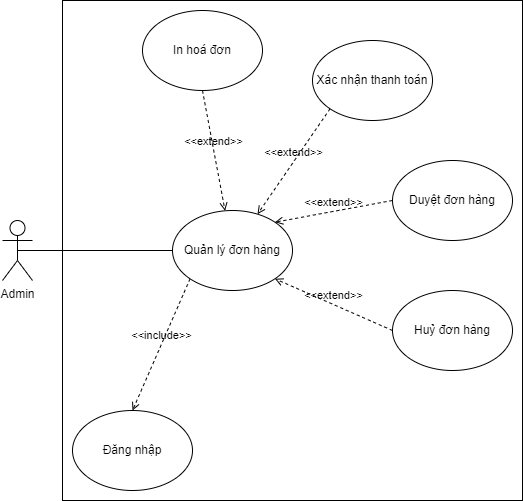 In hoá đơn
Xác nhận thanh toán
<<extend>>
<<extend>>
Duyệt đơn hàng
<<extend>>
Quản lý đơn hàng
Admin
<<extend>>
Huỷ đơn hàng
<<include>>
Đăng nhập